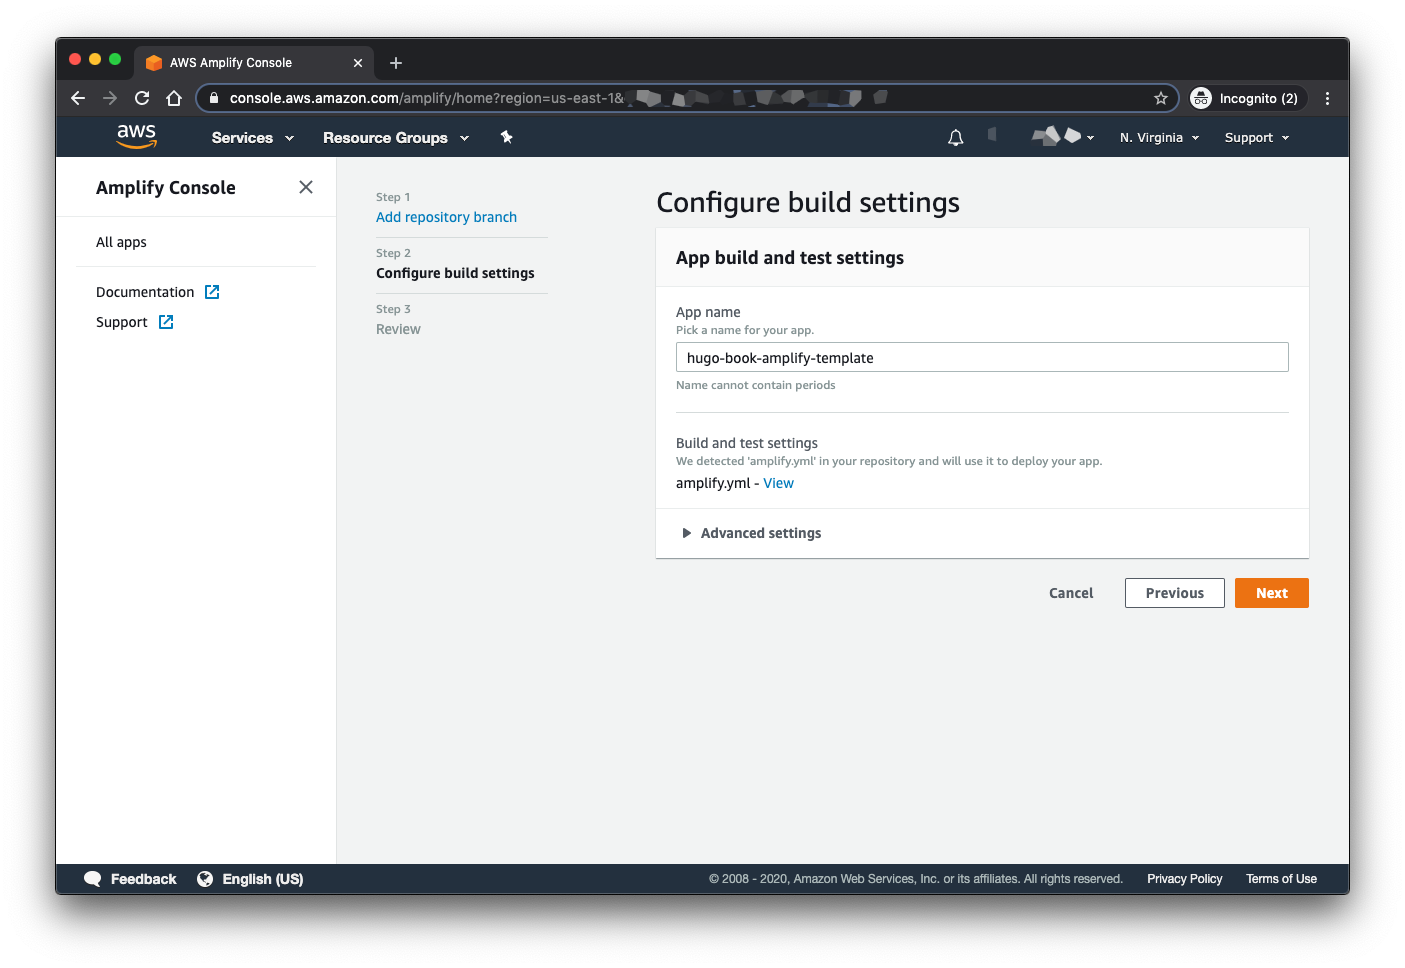 AWS Amplify Console
console.aws.amazon.com/amplify/home?region=us-east-1&
Incognito (2)
aws
Services
Resource Groups
N. Virginia
Support
Amplify Console
All apps
Documentation
Support
Step 1
Add repository branch
Step 2
Configure build settings
Step 3
Review
Configure build settings
App build and test settings
App name
Pick a name for your app.
hugo-book-amplify-template
Name cannot contain periods
Build and test settings
We detected 'amplify.yml' in your repository and will use it to deploy your app.
amplify.yml - View
Advanced settings
Cancel
Previous
Next
Feedback
English (US)
© 2008 - 2020, Amazon Web Services, Inc. or its affiliates. All rights reserved.
Privacy Policy
Terms of Use